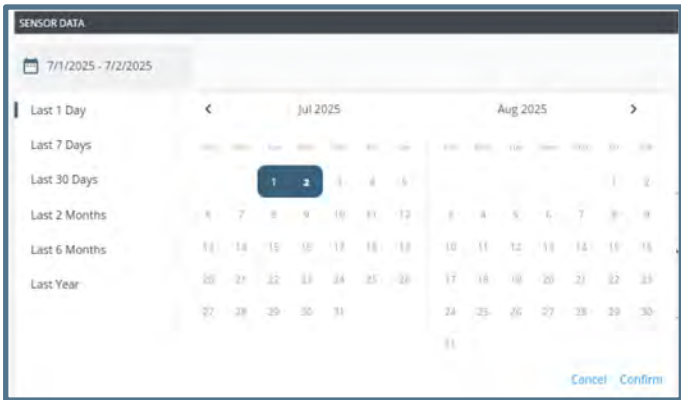 SENSOR DATA
7/1/2025 - 7/2/2025
Last 1 Day
Last 7 Days
Last 30 Days
Last 2 Months
Last 6 Months
Last Year
Jul 2025
1 2 3 4 5
6 7 8 9 10 11 12
13 14 15 16 17 18 19
20 21 22 23 24 25 26
27 28 29 30 31
Aug 2025
1 2
3 4 5 6 7 8 9
10 11 12 13 14 15 16
17 18 19 20 21 22 23
24 25 26 27 28 29 30
31
Cancel Confirm